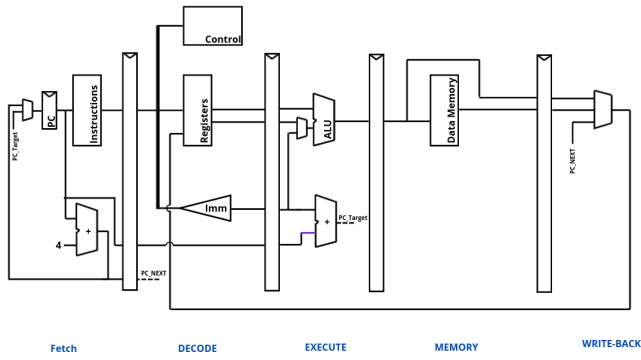 Control
Instructions
PC
Registers
ALU
Data Memory
PC_Target
PC_NEXT
Imm
PC_Target
+
+
4
PC_NEXT
Fetch
DECODE
EXECUTE
MEMORY
WRITE-BACK